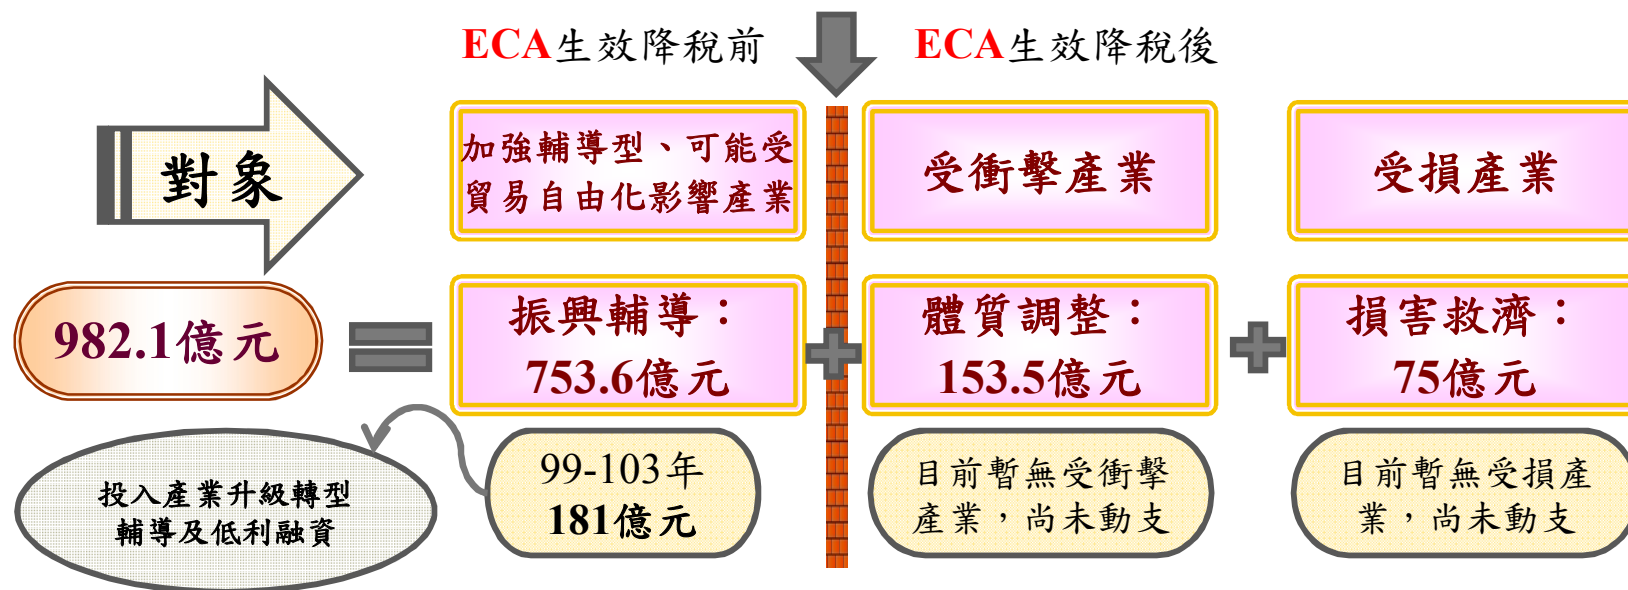 ECA生效降稅前
ECA生效降稅後
對象
加強輔導型、可能受
貿易自由化影響產業
受衝擊產業
受損產業
982.1億元
振興輔導：
753.6億元
體質調整：
153.5億元
損害救濟：
75億元
投入產業升級轉型
輔導及低利融資
99-103年
181億元
目前暫無受衝擊
產業，尚未動支
目前暫無受損產
業，尚未動支